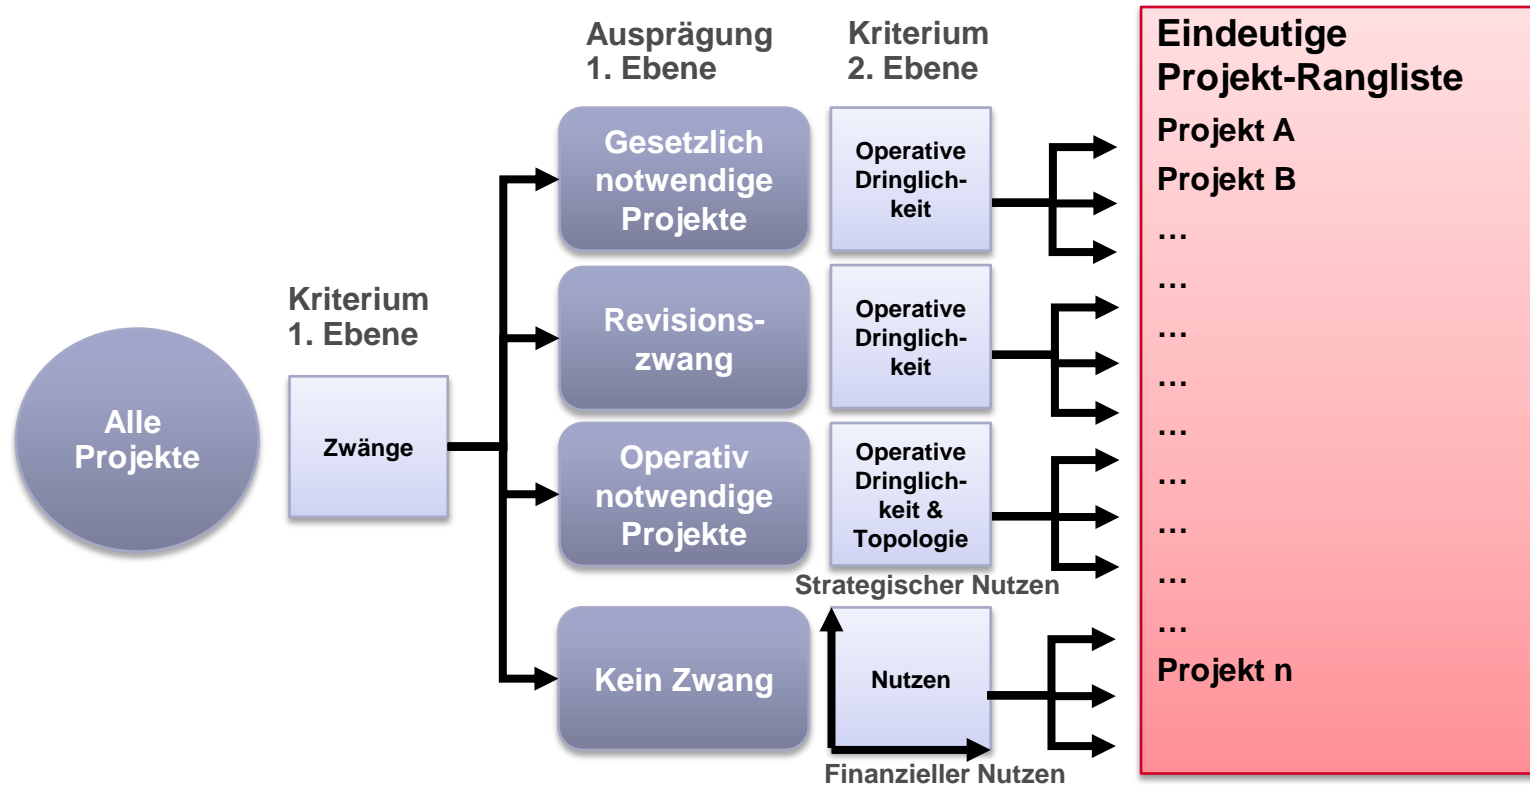 Alle
Projekte
Kriterium
1. Ebene
Zwänge
Ausprägung
1. Ebene
Gesetzlich
notwendige
Projekte
Revisions-
zwang
Operativ
notwendige
Projekte
Kein Zwang
Kriterium
2. Ebene
Operative
Dringlich-
keit
Operative
Dringlich-
keit
Operative
Dringlich-
keit &
Topologie
Strategischer Nutzen
Nutzen
Finanzieller Nutzen
Eindeutige
Projekt-Rangliste
Projekt A
Projekt B
...
...
...
...
...
...
...
...
...
Projekt n